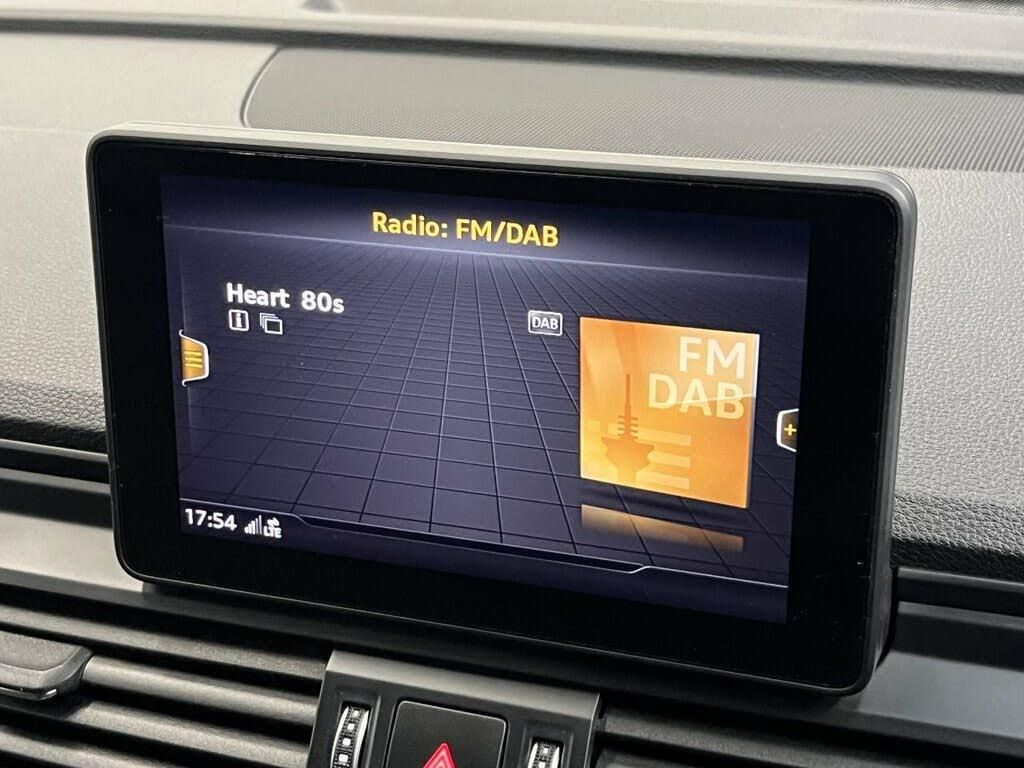 Radio: FM/DAB
Heart 80s
DAB
FM
DAB
17:54 LTE